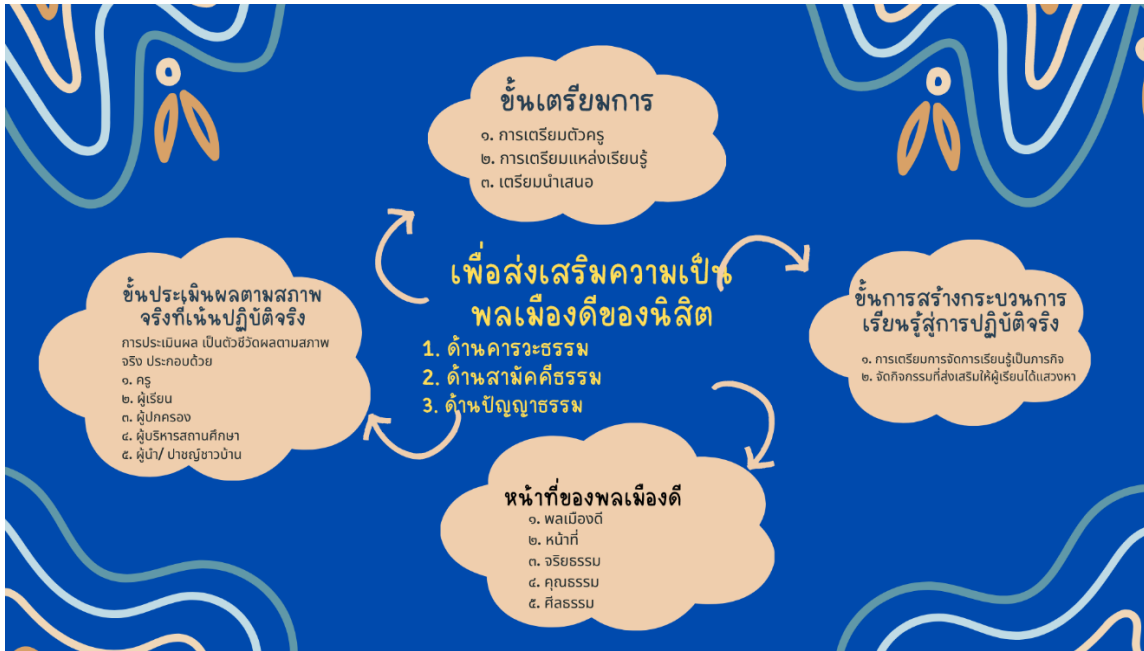 ขั้นเตรียมการ
๑. การเตรียมตัวครู
๒. การเตรียมแหล่งเรียนรู้
๓. เตรียมนำเสนอ
เพื่อส่งเสริมความเป็น
พลเมืองดีของนิสิต
1. ด้านคารวะธรรม
2. ด้านสามัคคีธรรม
3. ด้านปัญญาธรรม
ขั้นการสร้างกระบวนการ
เรียนรู้สู่การปฏิบัติจริง
๑. การเตรียมการจัดการเรียนรู้เป็นภารกิจ
๒. จัดกิจกรรมที่ส่งเสริมให้ผู้เรียนได้แสวงหา
หน้าที่ของพลเมืองดี
๑. พลเมืองดี
๒. หน้าที่
๓. จริยธรรม
๔. คุณธรรม
๕. ศีลธรรม
ขั้นประเมินผลตามสภาพ
จริงที่เน้นปฏิบัติจริง
การประเมินผล เป็นตัวชีวัดผลตามสภาพ
จริง ประกอบด้วย
๑. ครู
๒. ผู้เรียน
๓. ผู้ปกครอง
๔. ผู้บริหารสถานศึกษา
๕. ผู้นำ/ ปาชญ์ชาวบ้าน